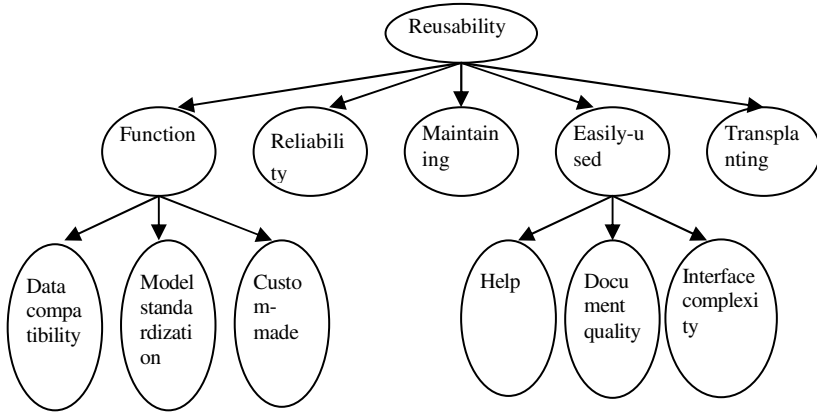 Reusability
Function
Reliabili
ty
Maintain
ing
Easily-u
sed
Transpla
nting
Data
compa
tibility
Model
standa
rdizati
on
Custo
m-
made
Help
Docu
ment
quality
Interface
complexi
ty